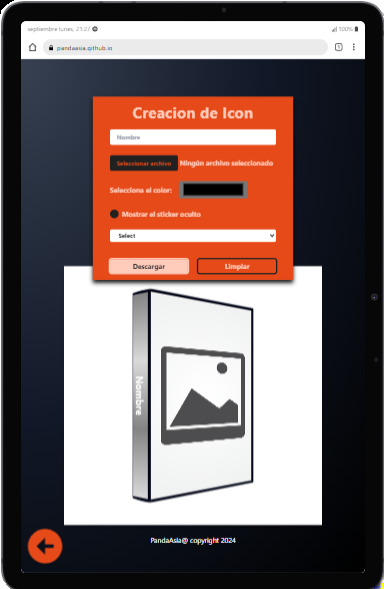 septiembre lunes, 21:27
100%
pandaasia.github.io
1
Creacion de Icon
Nombre
Seleccionar archivo Ningún archivo seleccionado
Selecciona el color:
Mostrar el sticker oculto
Select
Descargar Limpiar
Nombre
PandaAsia@ copyright 2024